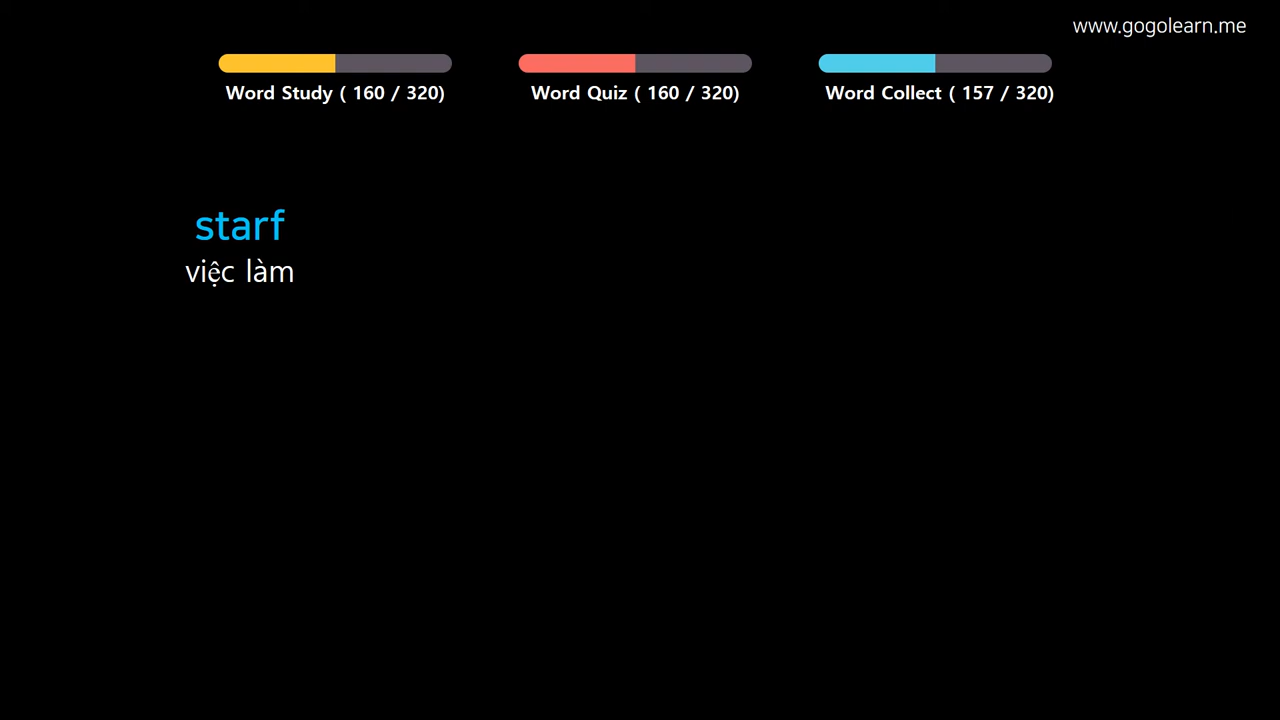 www.gogolearn.me
Word Study ( 160 / 320)
Word Quiz ( 160 / 320)
Word Collect ( 157 / 320)
starf
việc làm